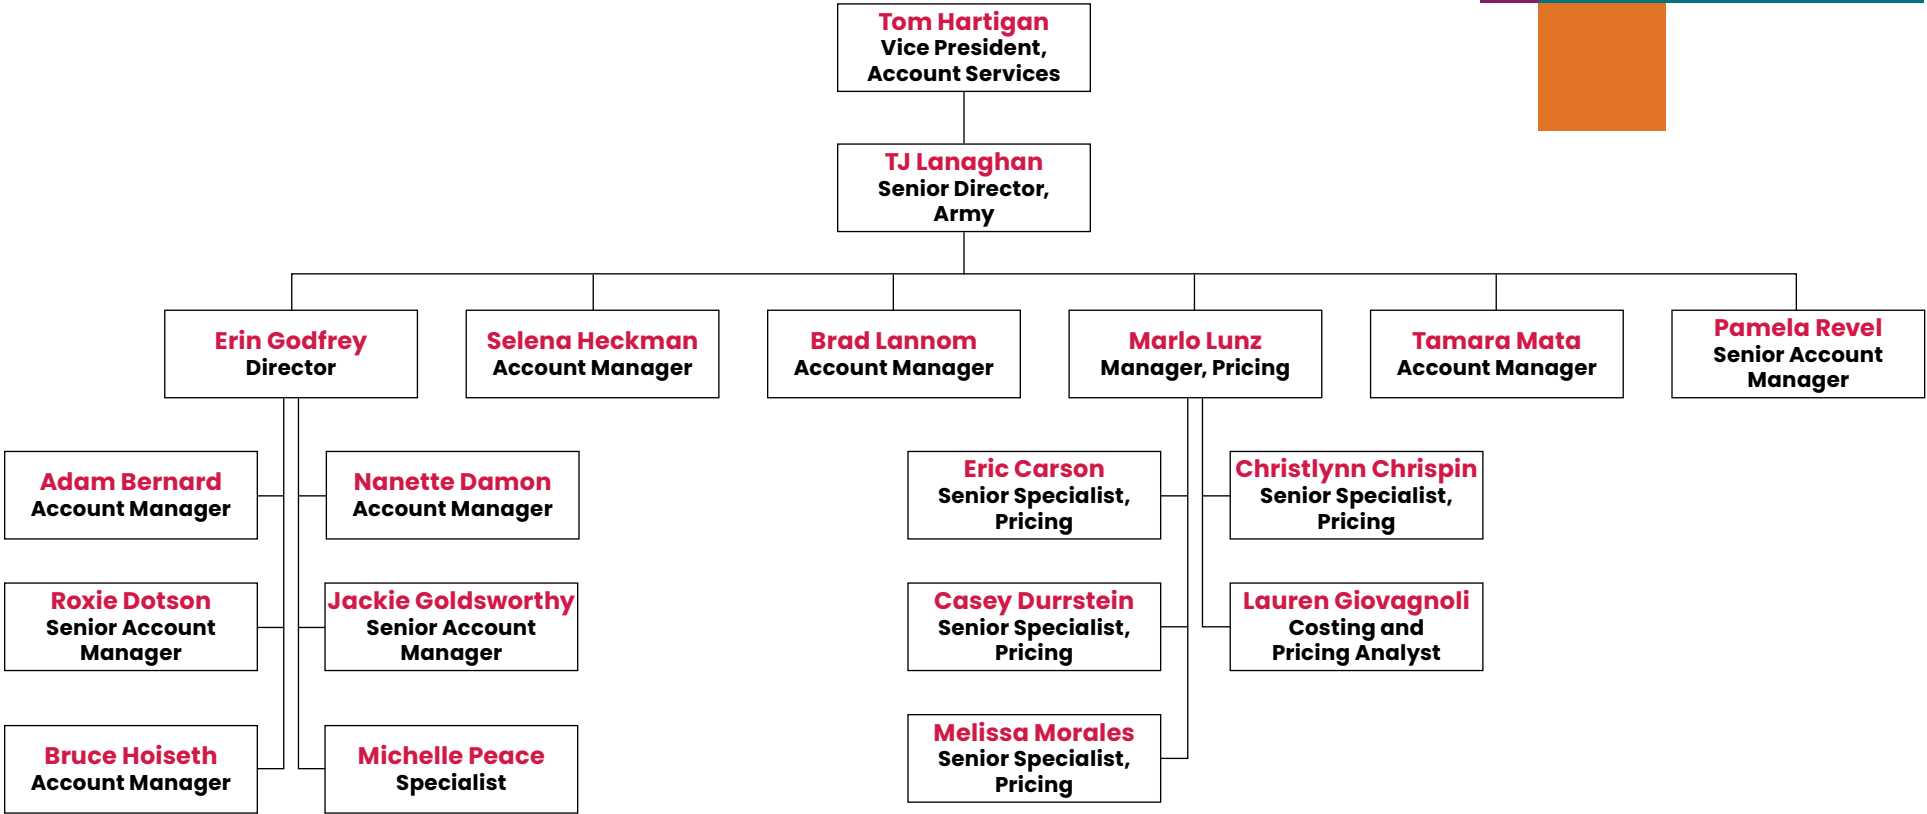 Tom Hartigan
Vice President,
Account Services
TJ Lanaghan
Senior Director,
Army
Erin Godfrey
Director
Selena Heckman
Account Manager
Brad Lannom
Account Manager
Marlo Lunz
Manager, Pricing
Tamara Mata
Account Manager
Pamela Revel
Senior Account
Manager
Adam Bernard
Account Manager
Nanette Damon
Account Manager
Eric Carson
Senior Specialist,
Pricing
Christlynn Chrispin
Senior Specialist,
Pricing
Roxie Dotson
Senior Account
Manager
Jackie Goldsworthy
Senior Account
Manager
Casey Durrstein
Senior Specialist,
Pricing
Lauren Giovagnoli
Costing and
Pricing Analyst
Bruce Hoiseth
Account Manager
Michelle Peace
Specialist
Melissa Morales
Senior Specialist,
Pricing